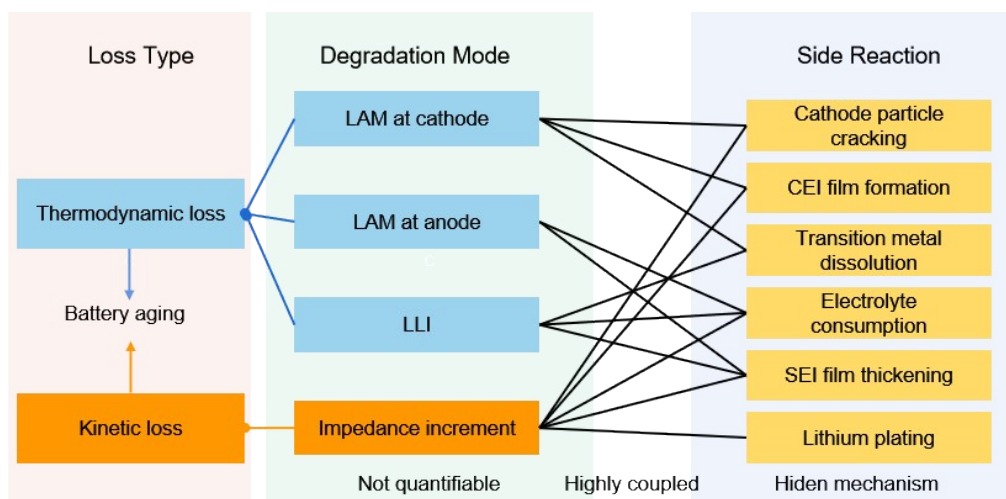 Loss Type
Degradation Mode
Side Reaction
LAM at cathode
Cathode particle
cracking
CEI film formation
Thermodynamic loss
LAM at anode
Transition metal
dissolution
Battery aging
LLI
Electrolyte
consumption
SEI film thickening
Kinetic loss
Impedance increment
Lithium plating
Not quantifiable
Highly coupled
Hiden mechanism